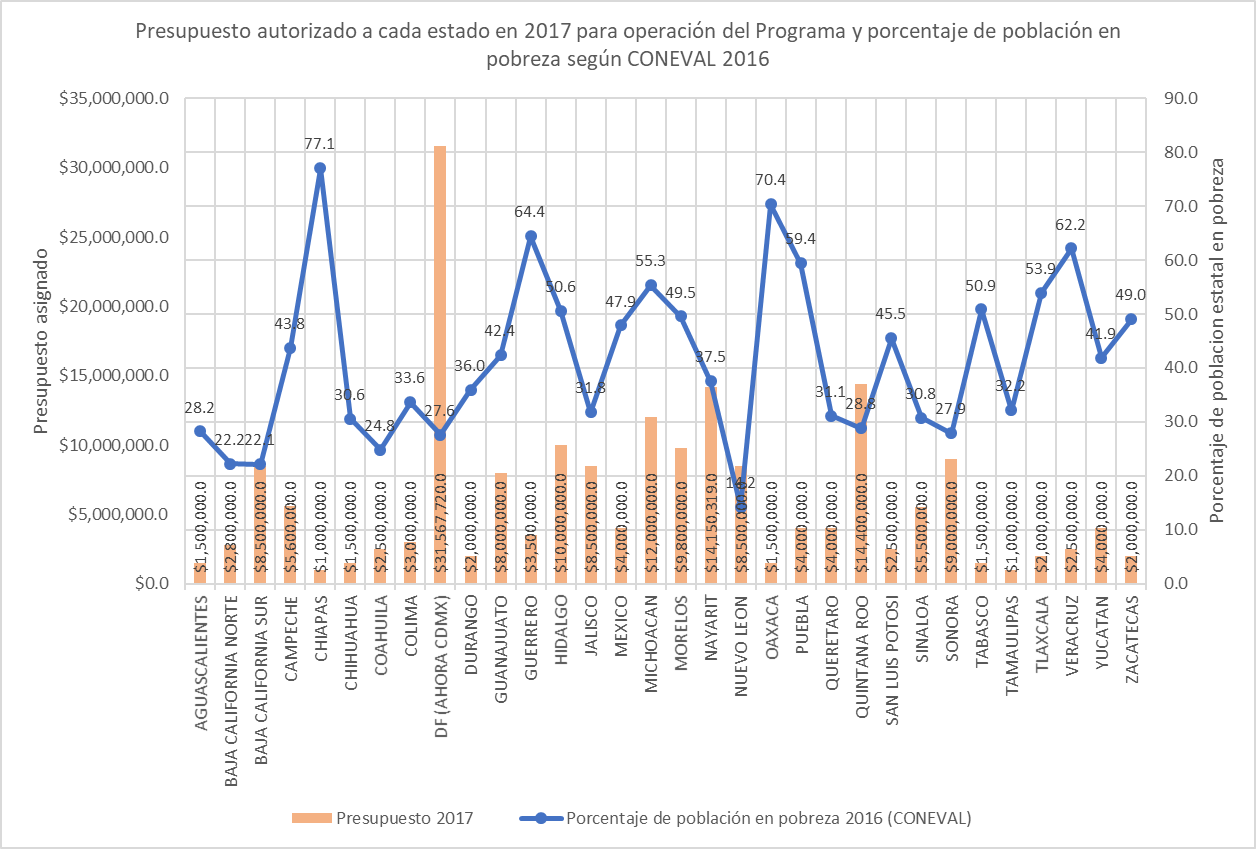 Presupuesto autorizado a cada estado en 2017 para operación del Programa y porcentaje de población en
pobreza según CONEVAL 2016
Presupuesto asignado
$35,000,000.0
$30,000,000.0
$25,000,000.0
$20,000,000.0
$15,000,000.0
$10,000,000.0
$5,000,000.0
$0.0
90.0
80.0
70.0
60.0
50.0
40.0
30.0
20.0
10.0
0.0
Porcentaje de poblacion estatal en pobreza
28.2
22.2
22.1
43.8
77.1
30.6
24.8
33.6
27.6
36.0
42.4
64.4
50.6
31.8
47.9
55.3
49.5
37.5
14.2
70.4
59.4
31.1
28.8
45.5
30.8
27.9
50.9
32.2
53.9
62.2
41.9
49.0
$1,500,000.0
$2,800,000.0
$8,500,000.0
$5,600,000.0
$1,000,000.0
$1,500,000.0
$2,500,000.0
$3,000,000.0
$31,567,720.0
$2,000,000.0
$8,000,000.0
$3,500,000.0
$10,000,000.0
$8,500,000.0
$4,000,000.0
$12,000,000.0
$9,800,000.0
$14,150,319.0
$8,500,000.0
$1,500,000.0
$4,000,000.0
$4,000,000.0
$14,400,000.0
$2,500,000.0
$5,500,000.0
$9,000,000.0
$1,500,000.0
$1,000,000.0
$2,000,000.0
$2,500,000.0
$4,000,000.0
$2,000,000.0
AGUASCALIENTES
BAJA CALIFORNIA NORTE
BAJA CALIFORNIA SUR
CAMPECHE
CHIAPAS
CHIHUAHUA
COAHUILA
COLIMA
DF (AHORA CDMX)
DURANGO
GUANAJUATO
GUERRERO
HIDALGO
JALISCO
MEXICO
MICHOACAN
MORELOS
NAYARIT
NUEVO LEON
OAXACA
PUEBLA
QUERETARO
QUINTANA ROO
SAN LUIS POTOSI
SINALOA
SONORA
TABASCO
TAMAULIPAS
TLAXCALA
VERACRUZ
YUCATAN
ZACATECAS
Presupuesto 2017
Porcentaje de población en pobreza 2016 (CONEVAL)